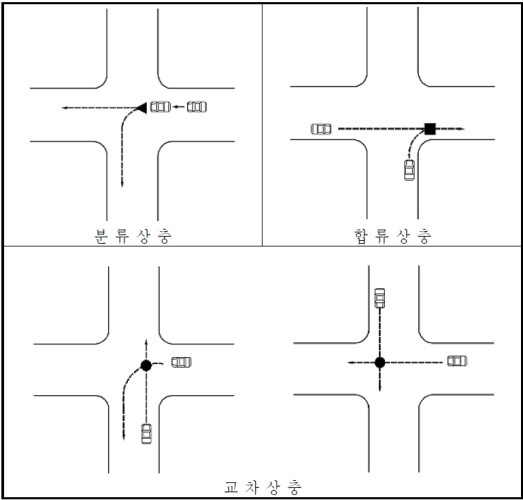 분 류 상 충
합 류 상 충
교 차 상 충